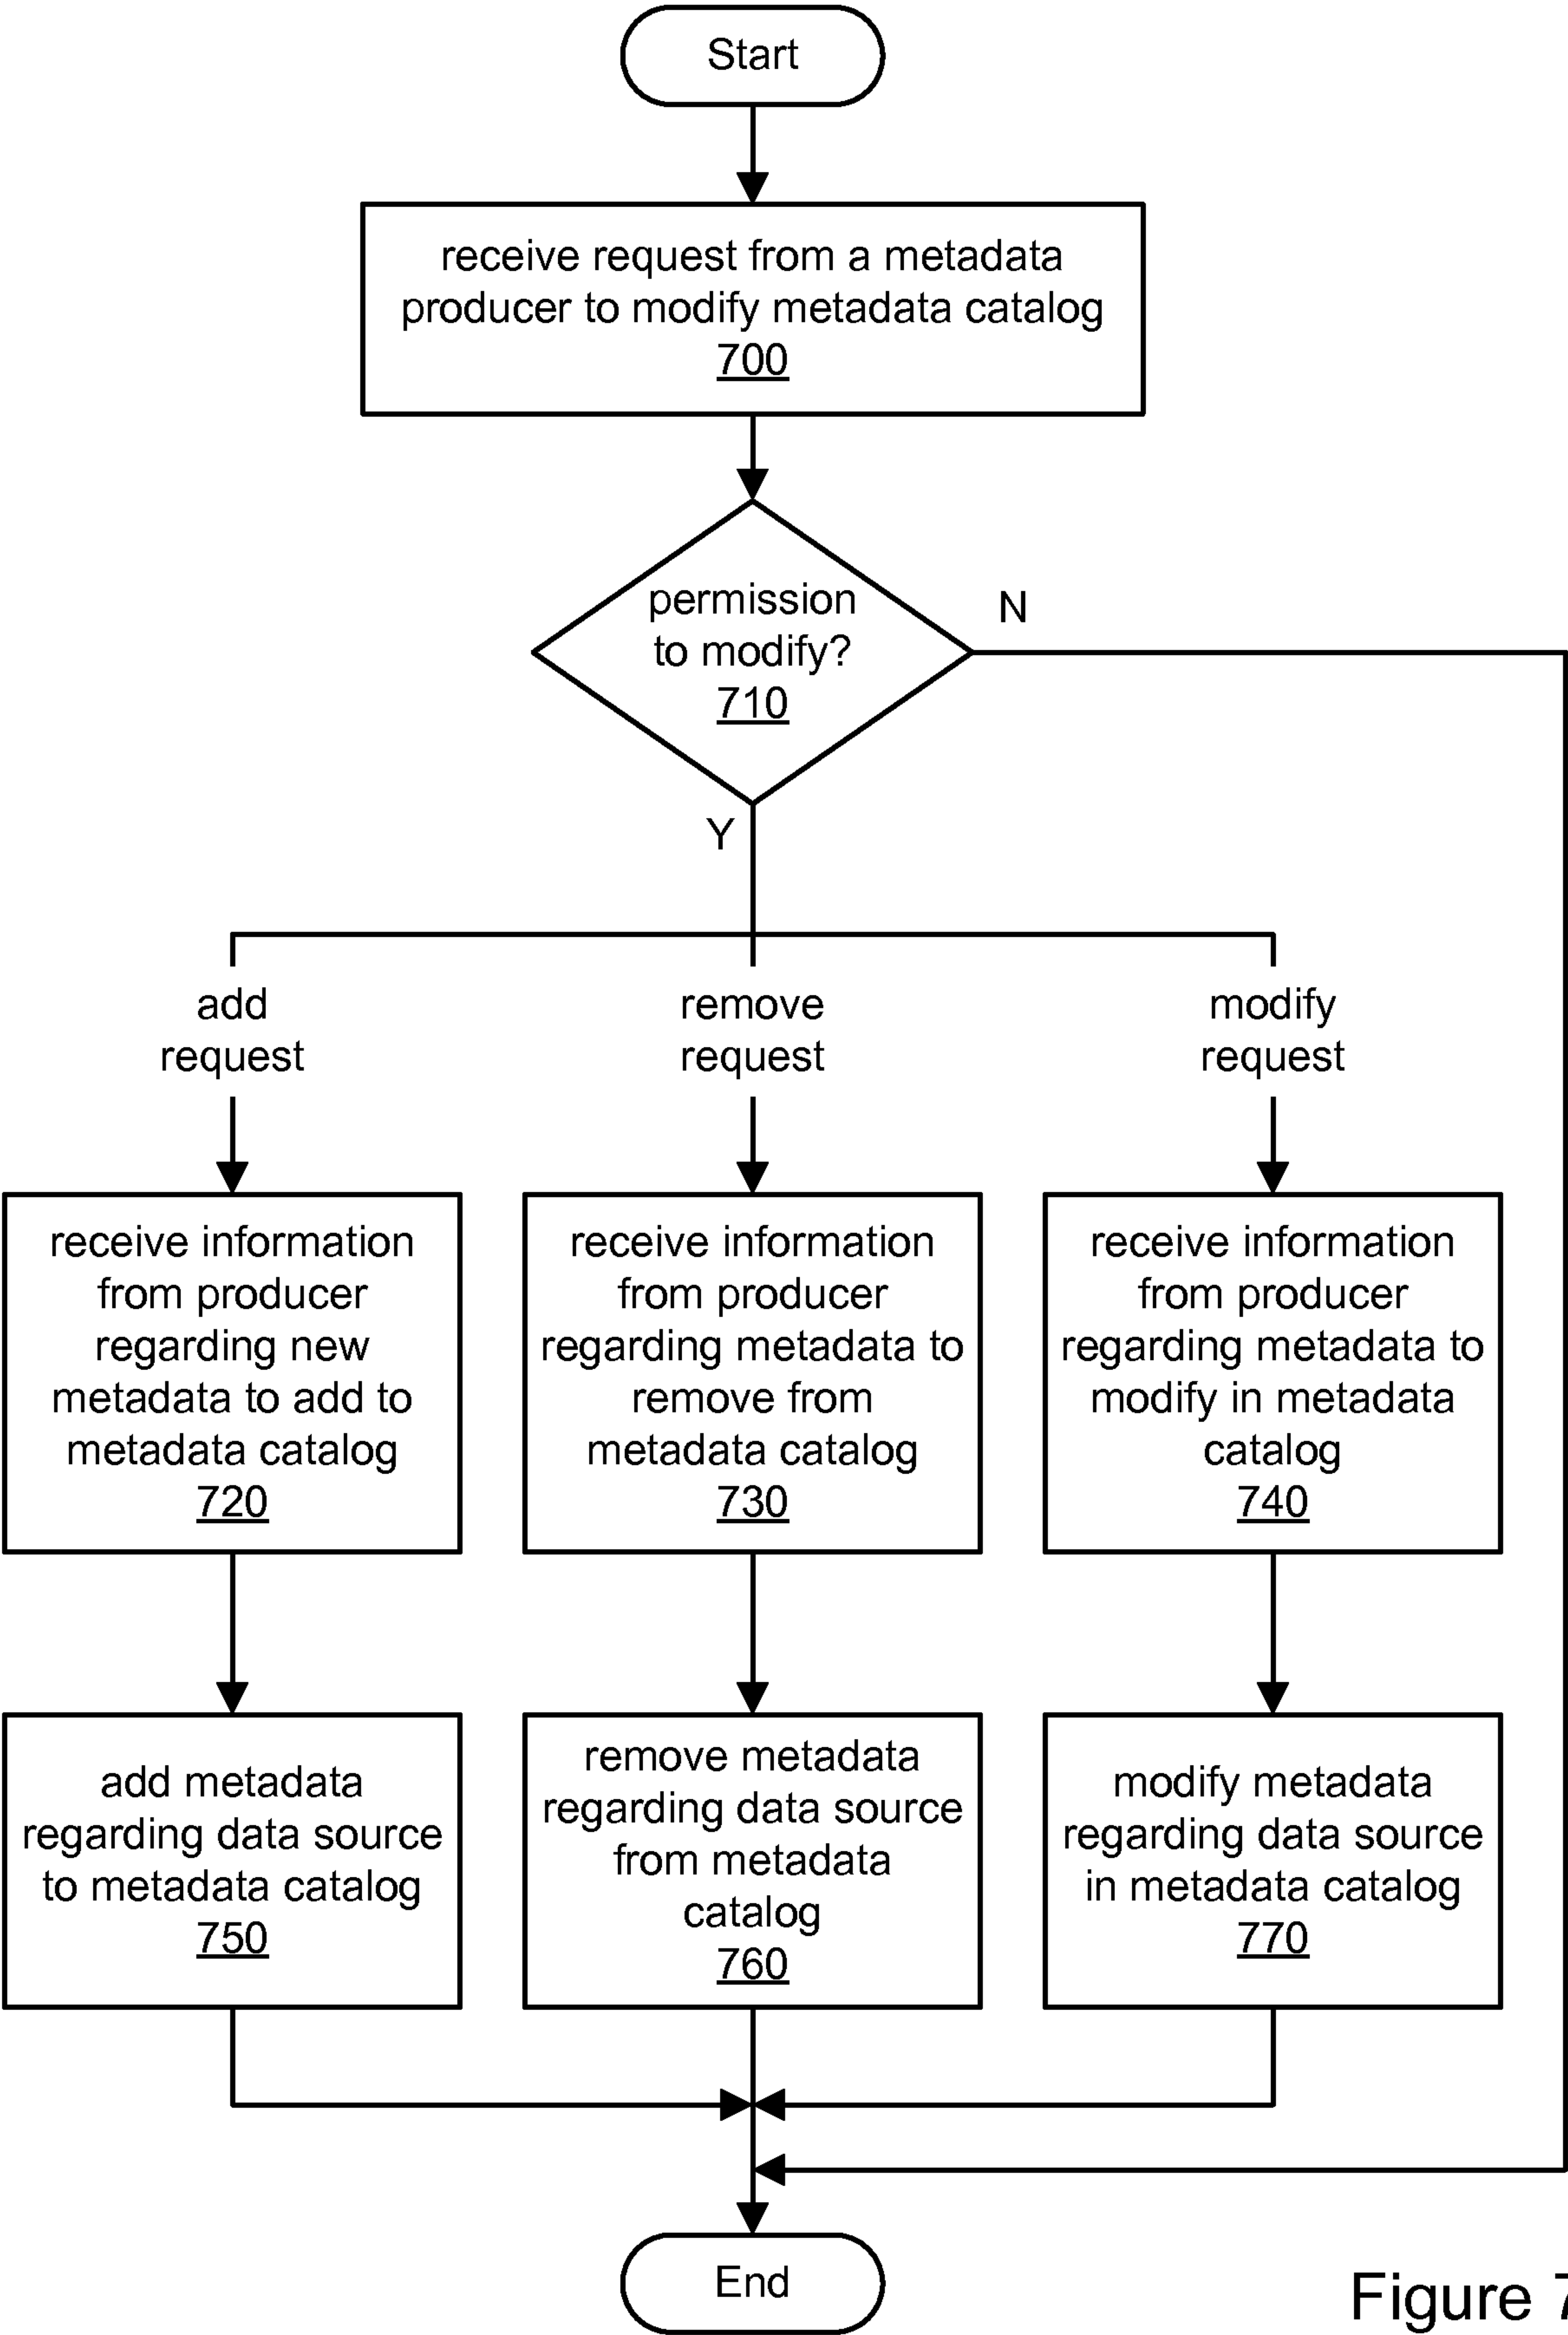 Start
receive request from a metadata
producer to modify metadata catalog
700
permission
to modify?
710
N
Y
add
request
remove
request
modify
request
receive information
from producer
regarding new
metadata to add to
metadata catalog
720
receive information
from producer
regarding metadata to
remove from
metadata catalog
730
receive information
from producer
regarding metadata to
modify in metadata
catalog
740
add metadata
regarding data source
to metadata catalog
750
remove metadata
regarding data source
from metadata
catalog
760
modify metadata
regarding data source
in metadata catalog
770
End
Figure 7